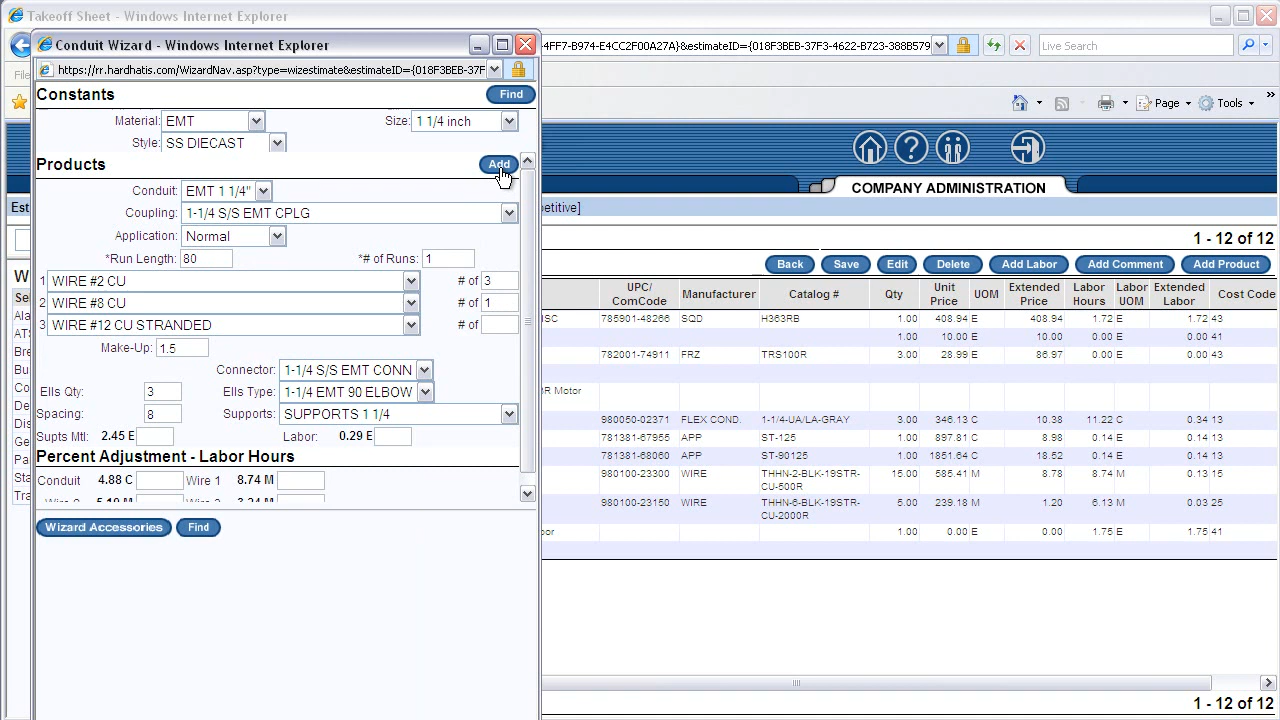 Takeoff Sheet - Windows Internet Explorer
Conduit Wizard - Windows Internet Explorer
4FF7-B974-E4CC2F00A27A}&estimateID={018F3BEB-37F3-4622-B723-388B579
Live Search
https://rr.hardhatis.com/WizardNav.asp?type=wizestimate&estimateID={018F3BEB-37F
Page
Tools
Constants
Find
Material: EMT
Size: 1 1/4 inch
Style: SS DIECAST
Products
Add
Conduit: EMT 1 1/4"
Coupling: 1-1/4 S/S EMT CPLG
Application: Normal
*Run Length: 80
*# of Runs: 1
1 WIRE #2 CU # of 3
2 WIRE #8 CU # of 1
3 WIRE #12 CU STRANDED # of
Make-Up: 1.5
Connector: 1-1/4 S/S EMT CONN
Ells Qty: 3
Ells Type: 1-1/4 EMT 90 ELBOW
Spacing: 8
Supports: SUPPORTS 1 1/4
Supts Mtl: 2.45 E
Labor: 0.29 E
Percent Adjustment - Labor Hours
Conduit 4.88 C
Wire 1 8.74 M
Wizard Accessories
Find
COMPANY ADMINISTRATION
Est
petitive]
1 - 12 of 12
Back Save Edit Delete Add Labor Add Comment Add Product
UPC/ ComCode Manufacturer Catalog # Qty Unit Price UOM Extended Price Labor Hours Labor UOM Extended Labor Cost Code
ISC 785901-48266 SQD H363RB 1.00 408.94 E 408.94 1.72 E 1.72 43
1.00 10.00 E 10.00 0.00 E 0.00 41
782001-74911 FRZ TRS100R 3.00 28.99 E 86.97 0.00 E 0.00 43
R Motor
980050-02371 FLEX COND 1-1/4-UA/LA-GRAY 3.00 346.13 C 10.38 11.22 C 0.34 13
781381-67955 APP ST-125 1.00 897.81 C 8.98 0.14 E 0.14 13
781381-68060 APP ST-90125 1.00 1851.64 C 18.52 0.14 E 0.14 13
980100-23300 WIRE THHN-2-BLK-19STR-CU-500R 15.00 585.41 M 8.78 8.74 M 0.13 15
980100-23150 WIRE THHN-6-BLK-19STR-CU-2000R 5.00 239.18 M 1.20 6.13 M 0.03 25
or 1.00 0.00 E 0.00 1.75 E 1.75 41
1 - 12 of 12